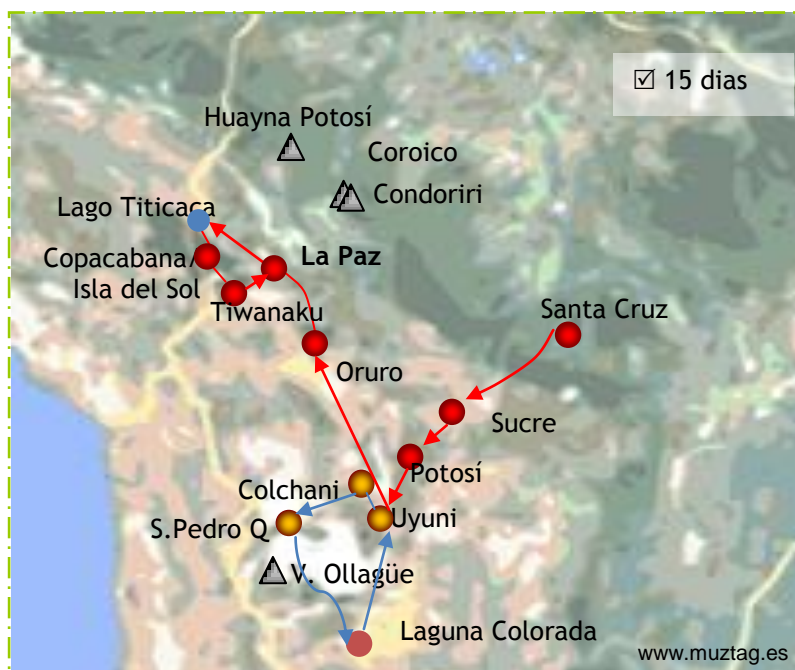 ☑ 15 dias
Huayna Potosí
Coroico
Condoriri
Lago Titicaca
Copacabana/
Isla del Sol
La Paz
Tiwanaku
Santa Cruz
Oruro
Sucre
Potosí
Colchani
Uyuni
S.Pedro Q
V. Ollagüe
Laguna Colorada
www.muztag.es